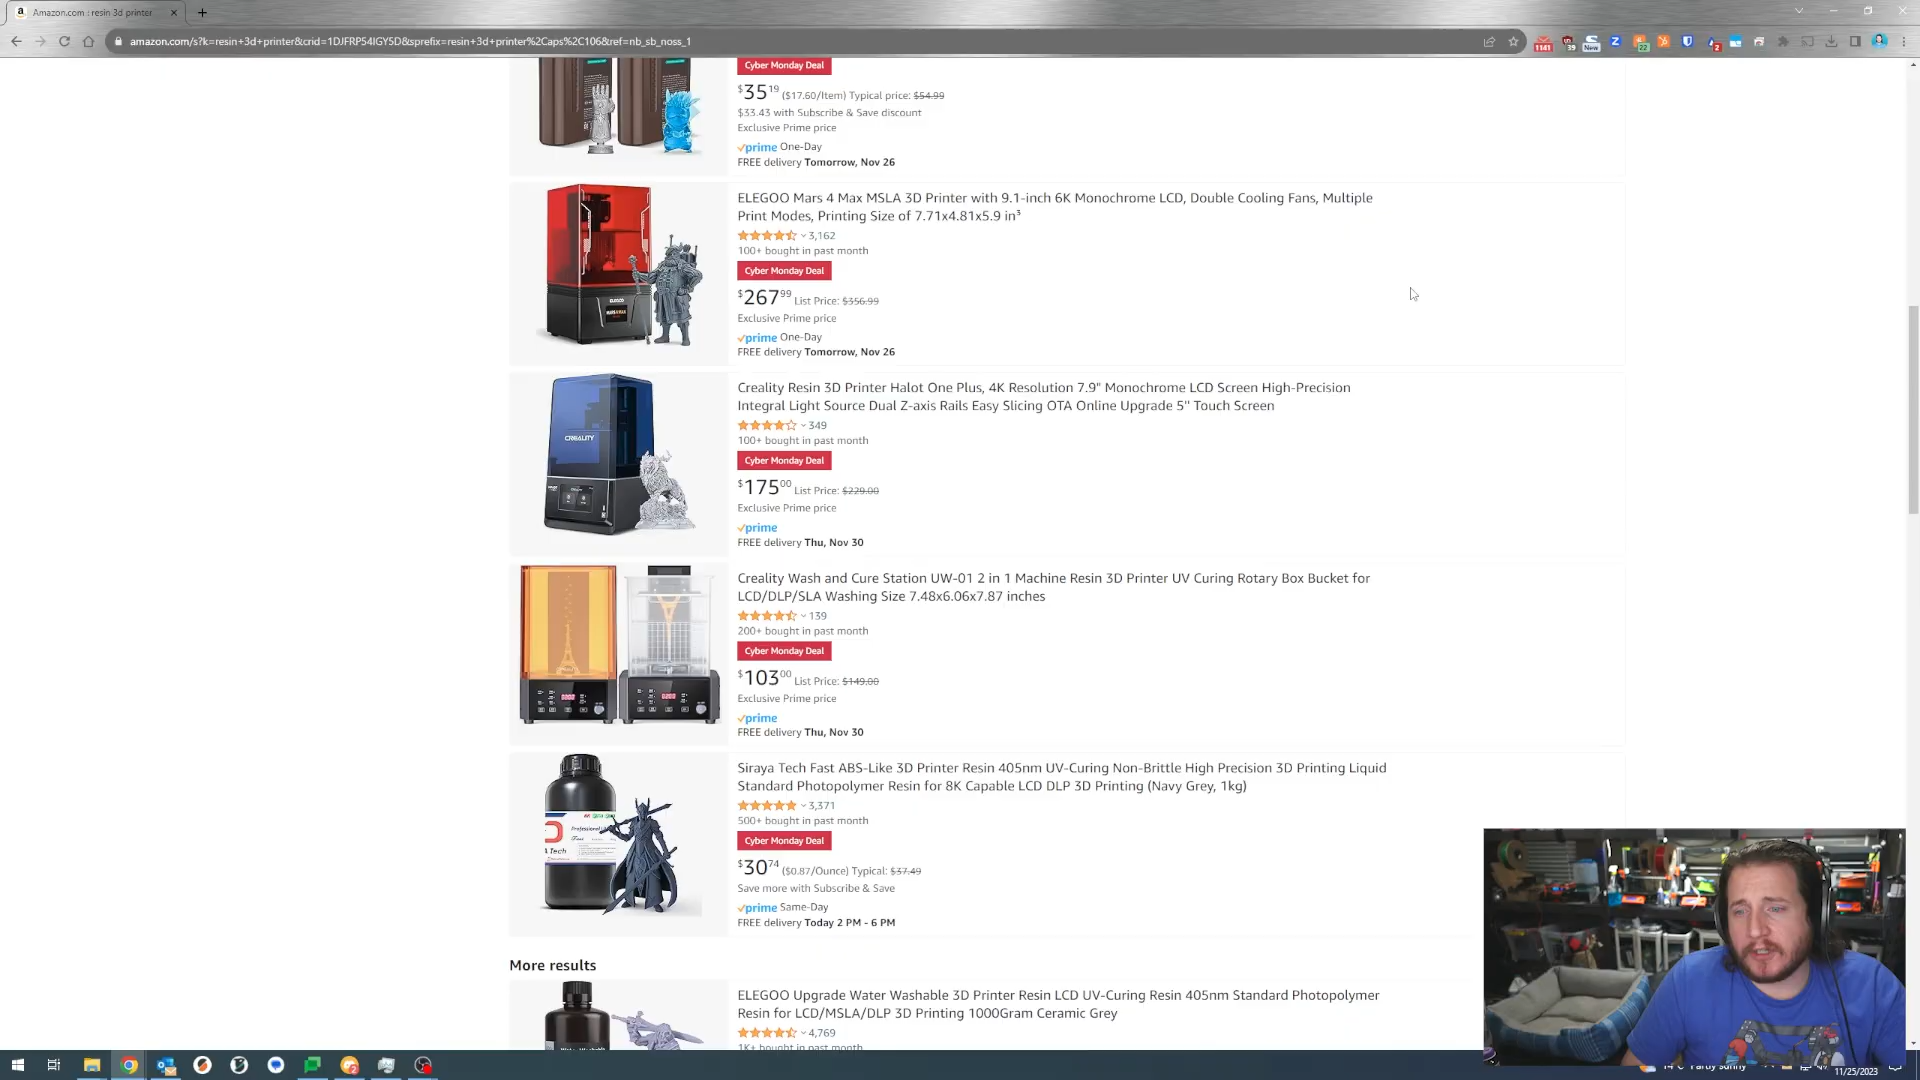 Amazon.com : resin 3d printer
amazon.com/s?k=resin+3d+printer&crid=1DJFRP54IGY5D&sprefix=resin+3d+printer%2Caps%2C106&ref=nb_sb_noss_1
1141
39
New
22
2
Cyber Monday Deal
$35 19 ($17.60/Item) Typical price: $54.99
$33.43 with Subscribe & Save discount
Exclusive Prime price
prime One-Day
FREE delivery Tomorrow, Nov 26
ELEGOO Mars 4 Max MSLA 3D Printer with 9.1-inch 6K Monochrome LCD, Double Cooling Fans, Multiple
Print Modes, Printing Size of 7.71x4.81x5.9 in³
3,162
100+ bought in past month
Cyber Monday Deal
$267 99 List Price: $356.99
Exclusive Prime price
prime One-Day
FREE delivery Tomorrow, Nov 26
CREALITY
Creality Resin 3D Printer Halot One Plus, 4K Resolution 7.9" Monochrome LCD Screen High-Precision
Integral Light Source Dual Z-axis Rails Easy Slicing OTA Online Upgrade 5'' Touch Screen
349
100+ bought in past month
Cyber Monday Deal
$175 00 List Price: $229.00
Exclusive Prime price
prime
FREE delivery Thu, Nov 30
Creality Wash and Cure Station UW-01 2 in 1 Machine Resin 3D Printer UV Curing Rotary Box Bucket for
LCD/DLP/SLA Washing Size 7.48x6.06x7.87 inches
139
200+ bought in past month
Cyber Monday Deal
$103 00 List Price: $149.00
Exclusive Prime price
prime
FREE delivery Thu, Nov 30
Siraya Tech Fast ABS-Like 3D Printer Resin 405nm UV-Curing Non-Brittle High Precision 3D Printing Liquid
Standard Photopolymer Resin for 8K Capable LCD DLP 3D Printing (Navy Grey, 1kg)
3,371
500+ bought in past month
Cyber Monday Deal
$30 74 ($0.87/Ounce) Typical: $37.49
Save more with Subscribe & Save
prime Same-Day
FREE delivery Today 2 PM - 6 PM
More results
ELEGOO Upgrade Water Washable 3D Printer Resin LCD UV-Curing Resin 405nm Standard Photopolymer
Resin for LCD/MSLA/DLP 3D Printing 1000Gram Ceramic Grey
4,769
1K+ bought in past month
11/25/2023